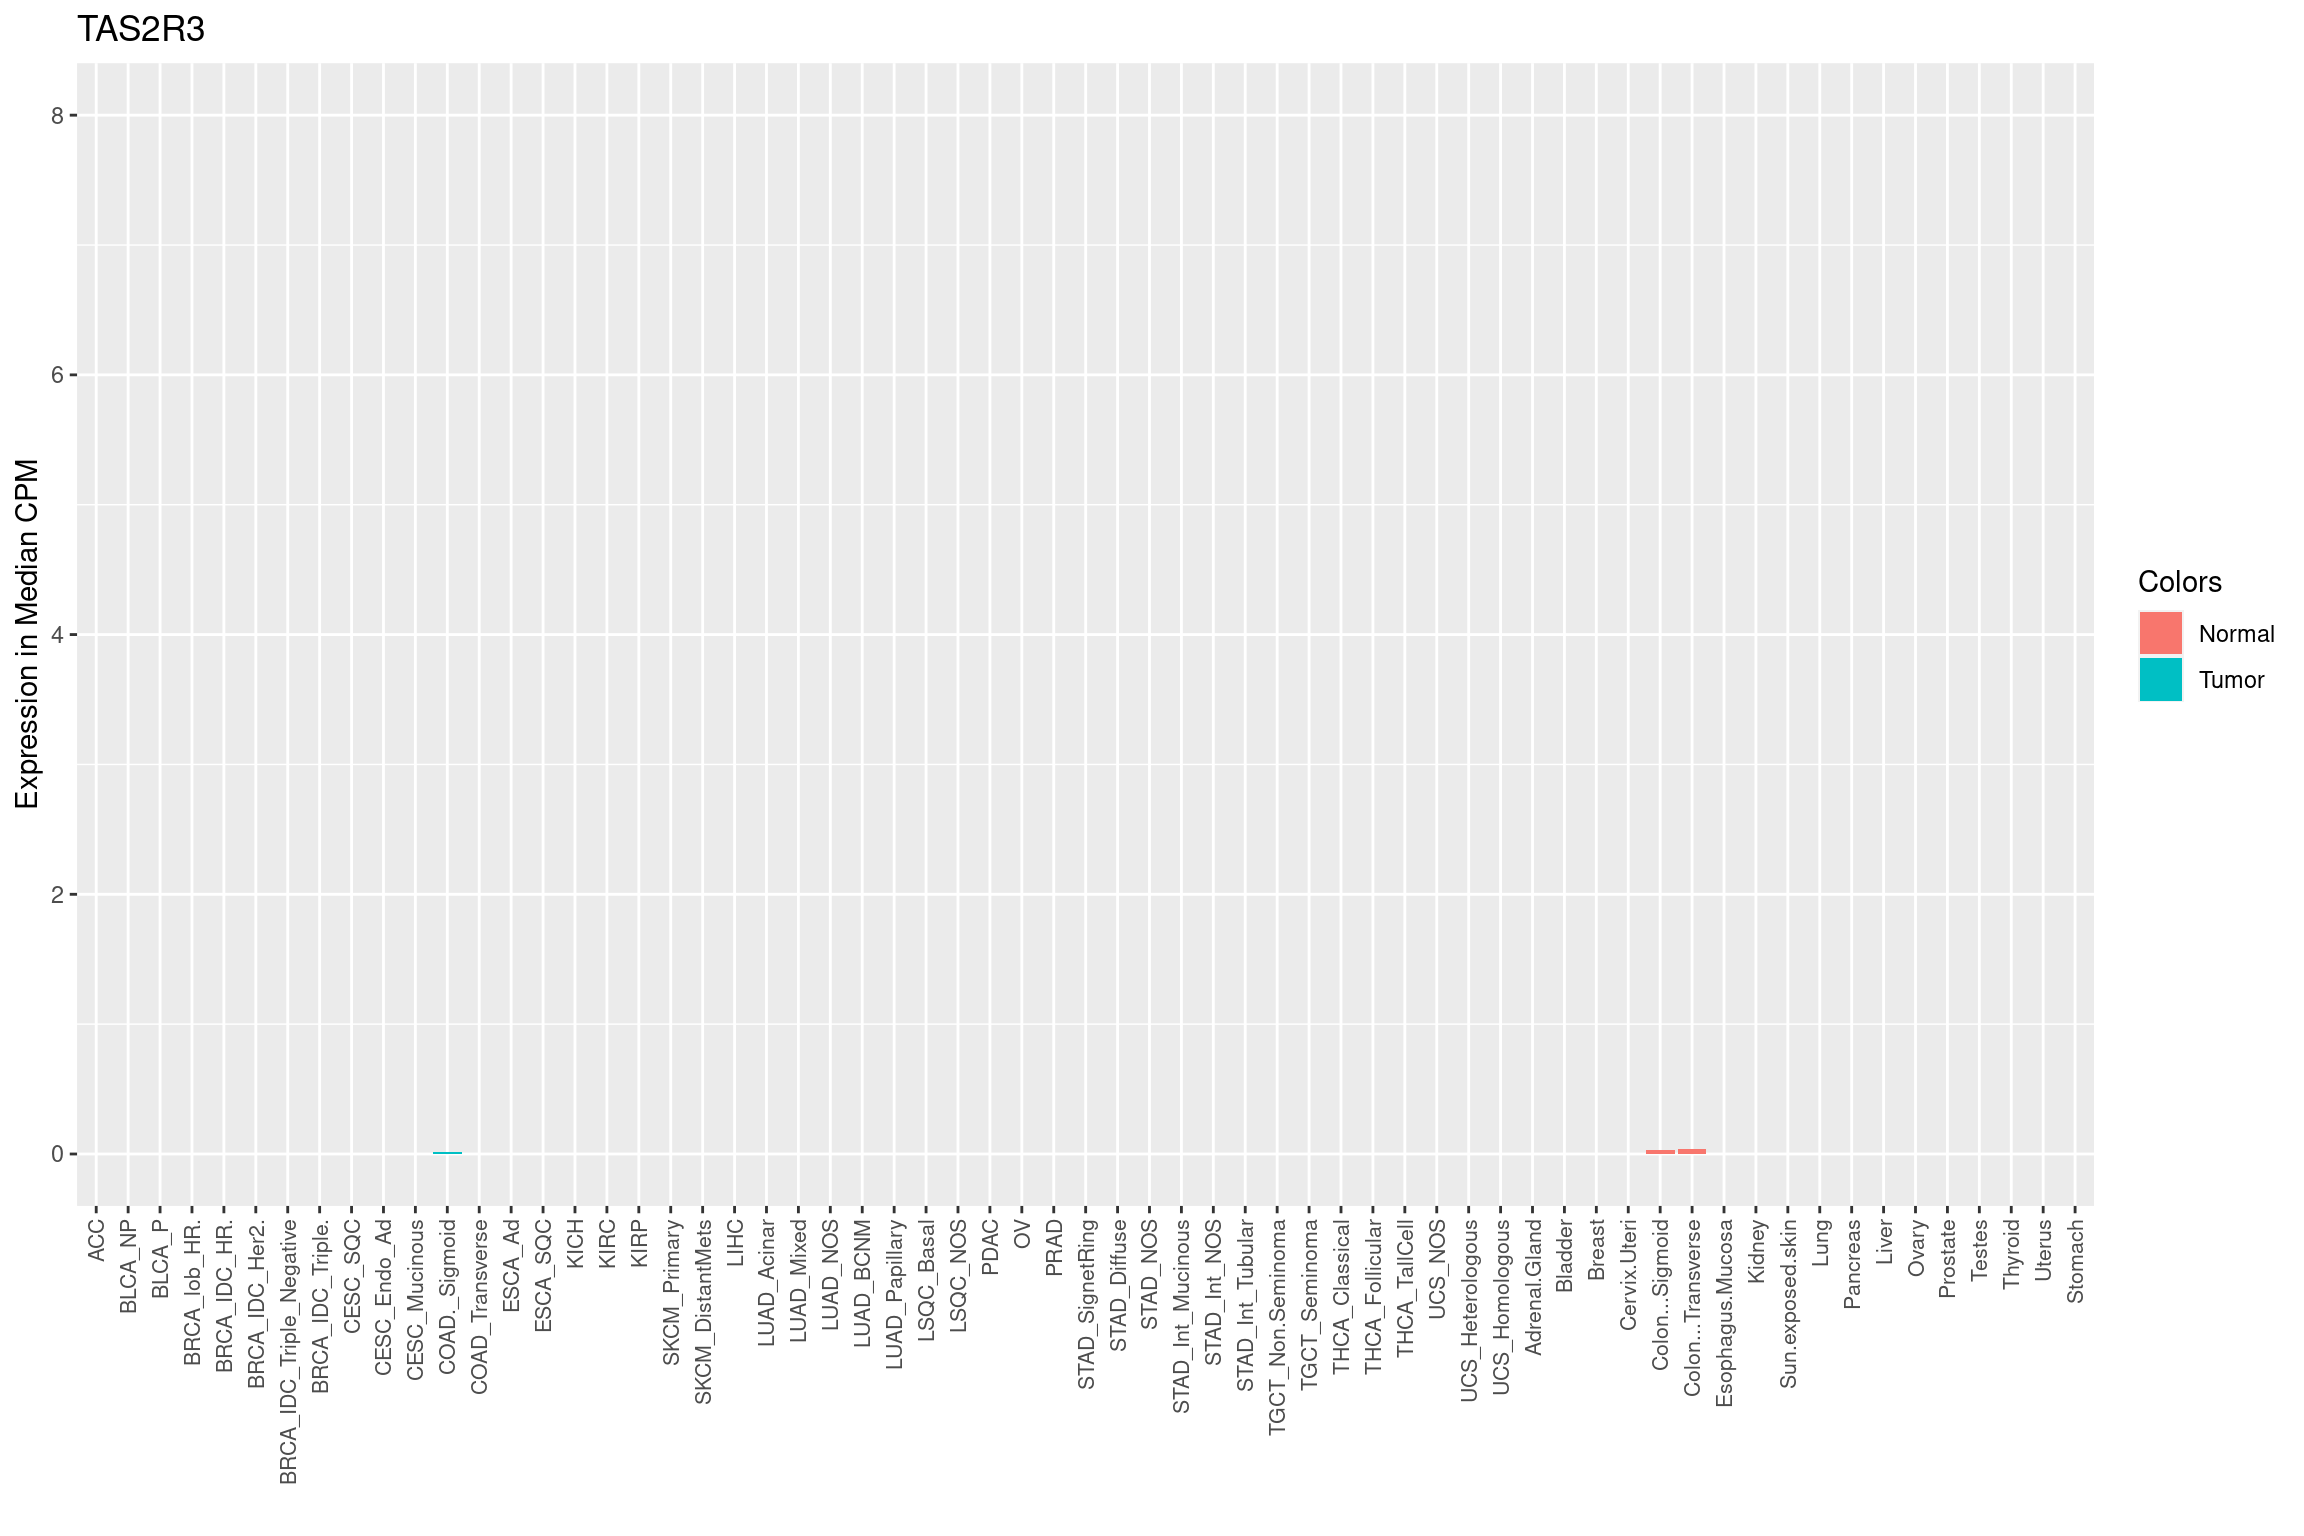 TAS2R3
Expression in Median CPM
8
6
4
2
0
ACC
BLCA_NP
BLCA_P
BRCA_lob_HR.
BRCA_IDC_HR.
BRCA_IDC_Her2.
BRCA_IDC_Triple_Negative
BRCA_IDC_Triple.
CESC_SQC
CESC_Endo_Ad
CESC_Mucinous
COAD._Sigmoid
COAD_Transverse
ESCA_Ad
ESCA_SQC
KICH
KIRC
KIRP
SKCM_Primary
SKCM_DistantMets
LIHC
LUAD_Acinar
LUAD_Mixed
LUAD_NOS
LUAD_BCNM
LUAD_Papillary
LSQC_Basal
LSQC_NOS
PDAC
OV
PRAD
STAD_SignetRing
STAD_Diffuse
STAD_NOS
STAD_Int_Mucinous
STAD_Int_NOS
STAD_Int_Tubular
TGCT_Non.Seminoma
TGCT_Seminoma
THCA_Classical
THCA_Follicular
THCA_TallCell
UCS_NOS
UCS_Heterologous
UCS_Homologous
Adrenal.Gland
Bladder
Breast
Cervix.Uteri
Colon...Sigmoid
Colon...Transverse
Esophagus.Mucosa
Kidney
Sun.exposed.skin
Lung
Pancreas
Liver
Ovary
Prostate
Testes
Thyroid
Uterus
Stomach
Colors
Normal
Tumor